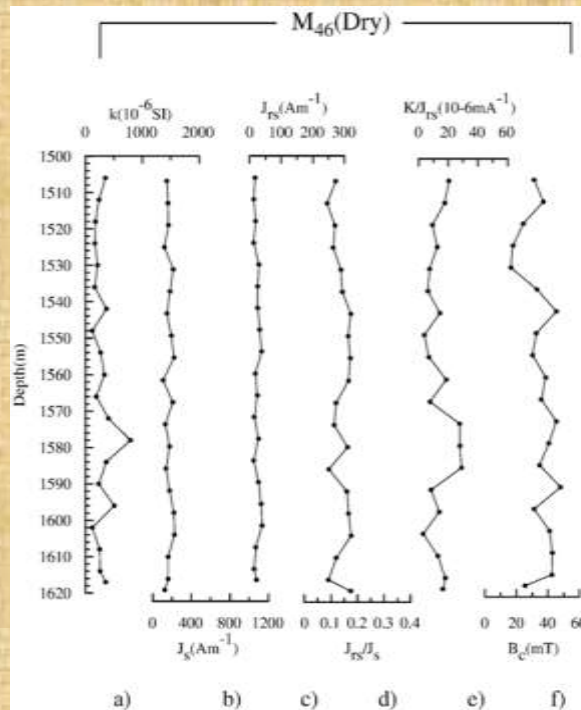 M46(Dry)
k(10-6SI)
Jrs(Am-1)
K/Jrs(10-6mA-1)
0 1000 2000
0 100 200 300
0 20 40 60
Depth(m)
1500
1510
1520
1530
1540
1550
1560
1570
1580
1590
1600
1610
1620
0 400 800 1200
0 0.1 0.2 0.3 0.4
0 20 40 60
Js(Am-1)
Jrs/Js
Bc(mT)
a) b) c) d) e) f)